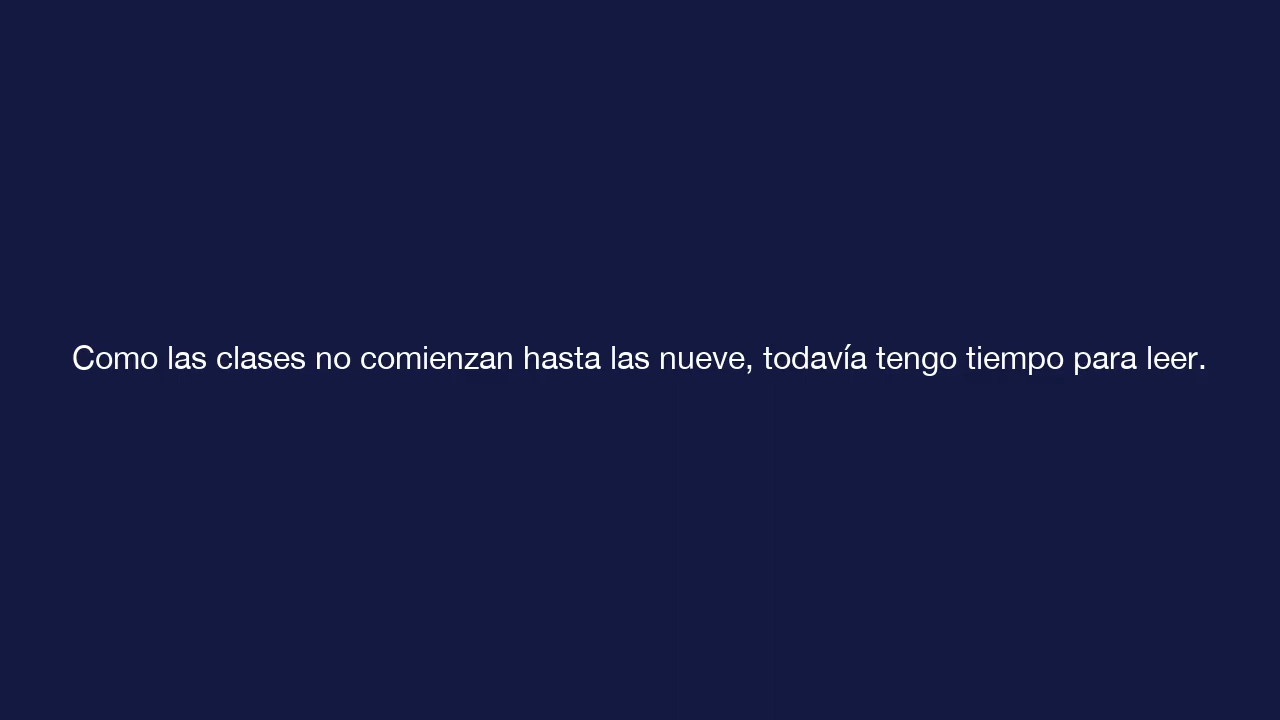 Como las clases no comienzan hasta las nueve, todavía tengo tiempo para leer.